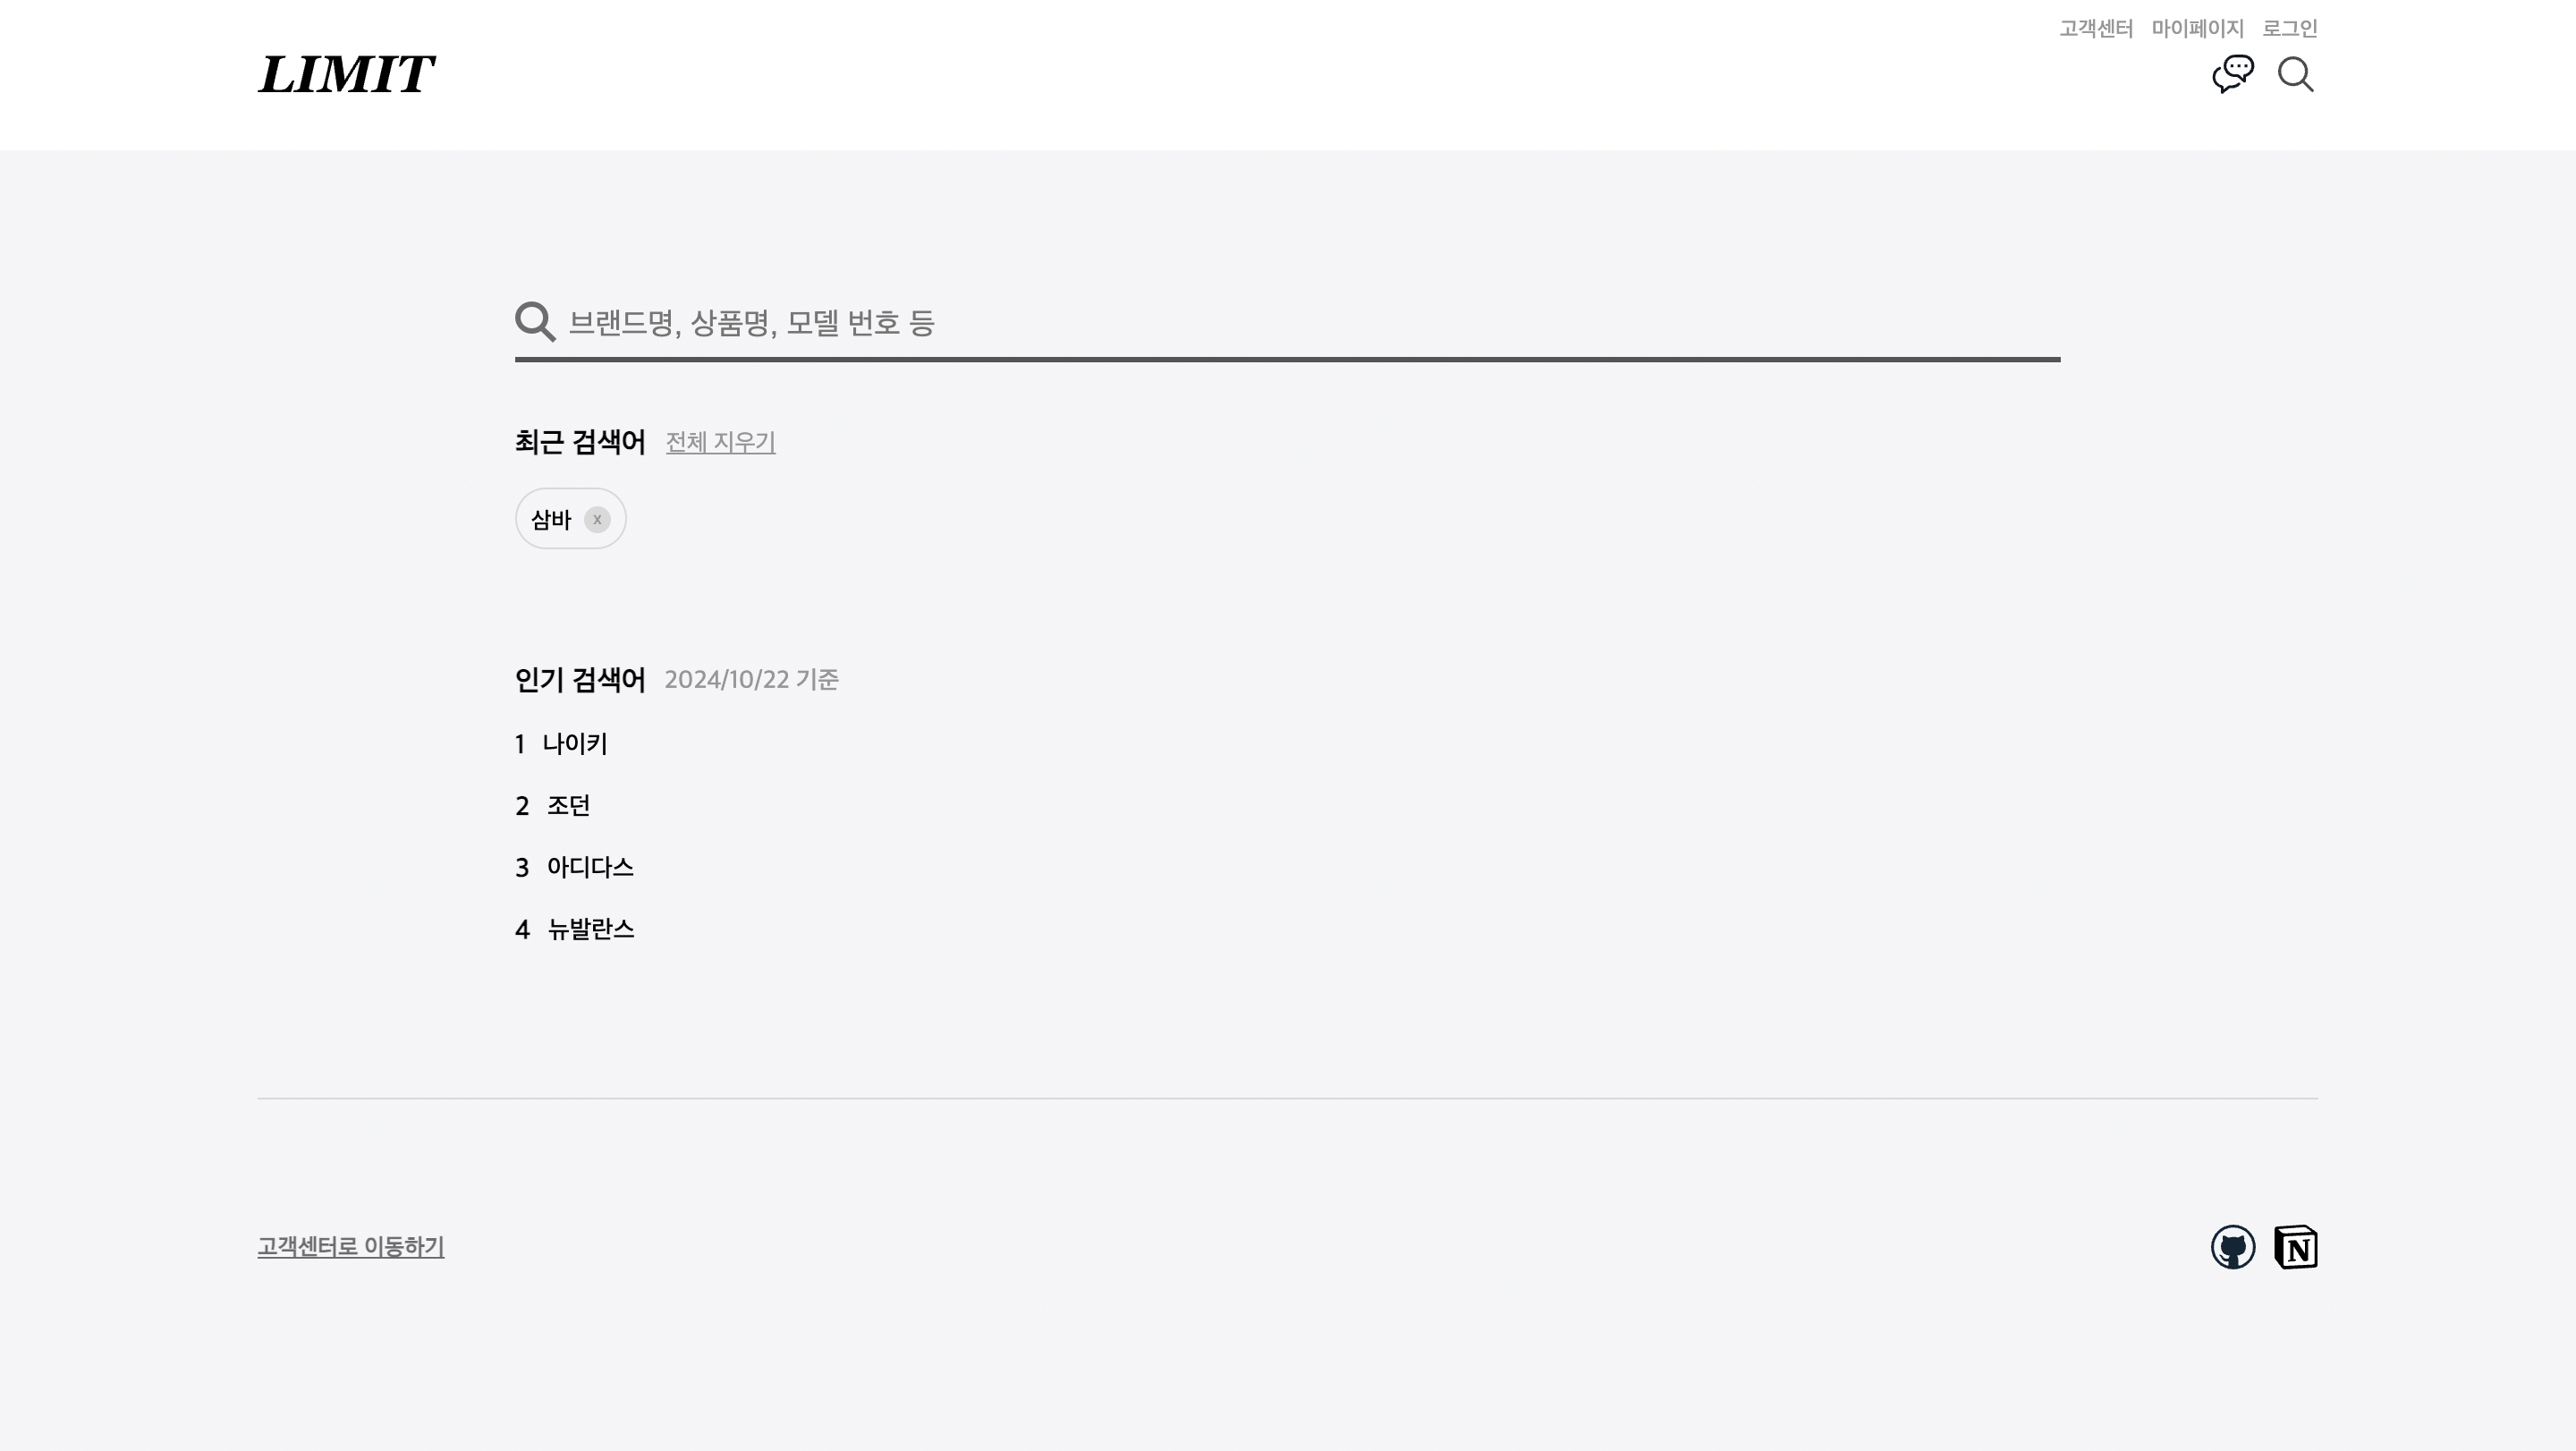 고객센터 마이페이지 로그인
LIMIT
브랜드명, 상품명, 모델 번호 등
최근 검색어 전체 지우기
삼바 x
인기 검색어 2024/10/22 기준
1 나이키
2 조던
3 아디다스
4 뉴발란스
고객센터로 이동하기
N